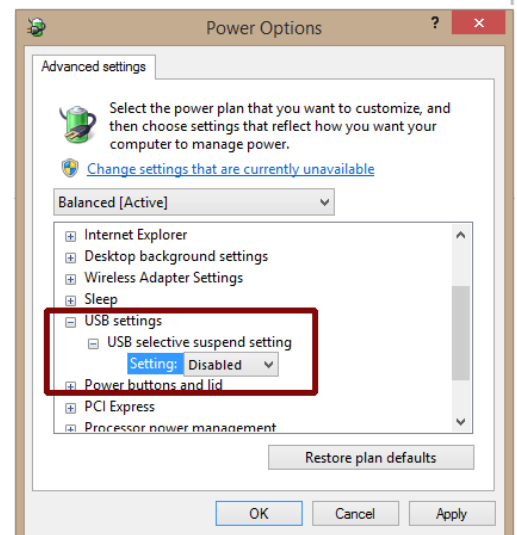 Power Options
?
Advanced settings
Select the power plan that you want to customize, and
then choose settings that reflect how you want your
computer to manage power.
Change settings that are currently unavailable
Balanced [Active]
Internet Explorer
Desktop background settings
Wireless Adapter Settings
Sleep
USB settings
USB selective suspend setting
Setting: Disabled
Power buttons and lid
PCI Express
Processor power management
Restore plan defaults
OK Cancel Apply